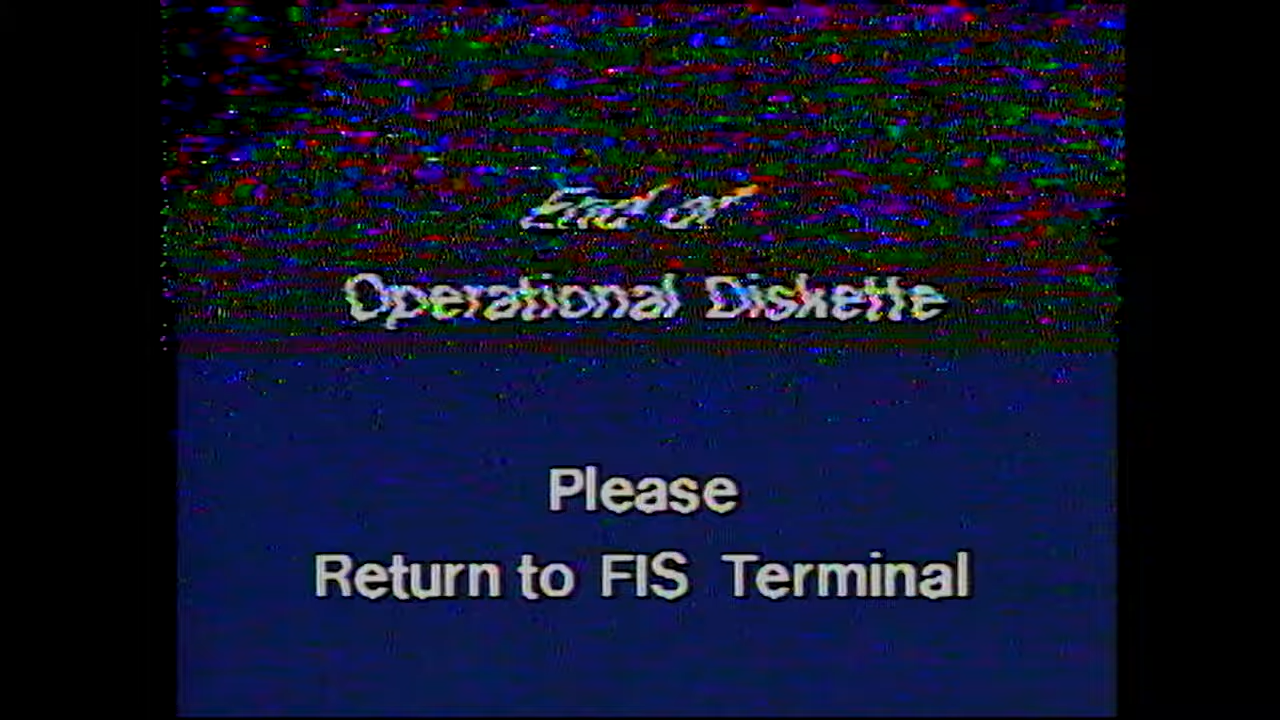 End of
Operational Diskette
Please
Return to FIS Terminal